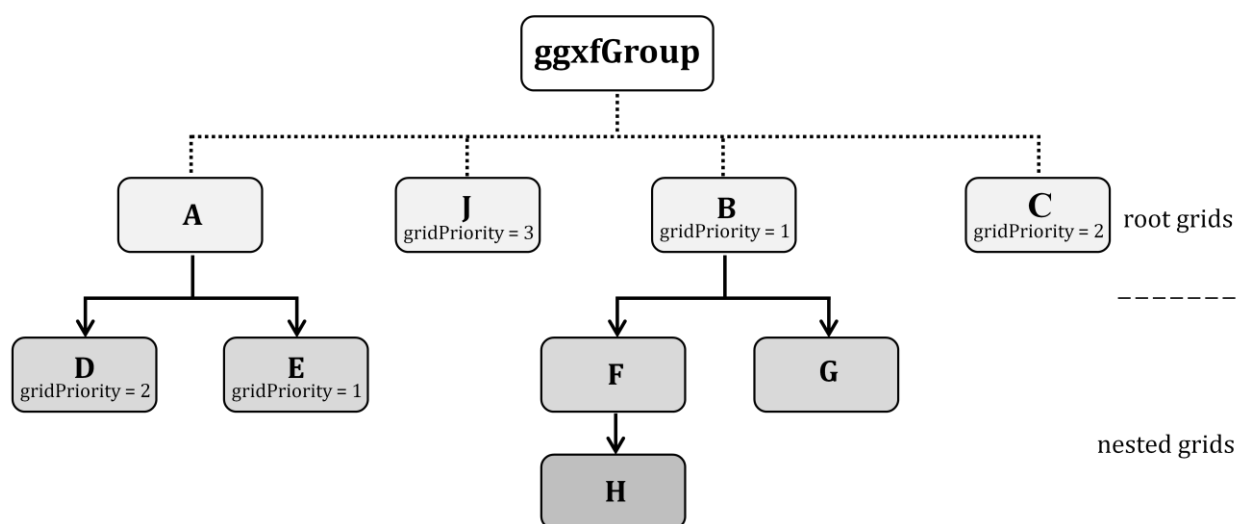 ggxfGroup
A
J
gridPriority = 3
B
gridPriority = 1
C
gridPriority = 2
root grids
D
gridPriority = 2
E
gridPriority = 1
F
G
nested grids
H